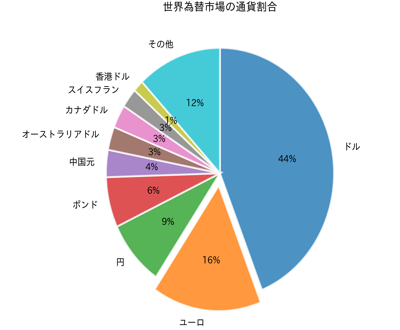 世界為替市場の通貨割合
その他
12%
香港ドル
1%
スイスフラン
3%
カナダドル
3%
オーストラリアドル
3%
中国元
4%
ポンド
6%
円
9%
ユーロ
16%
ドル
44%